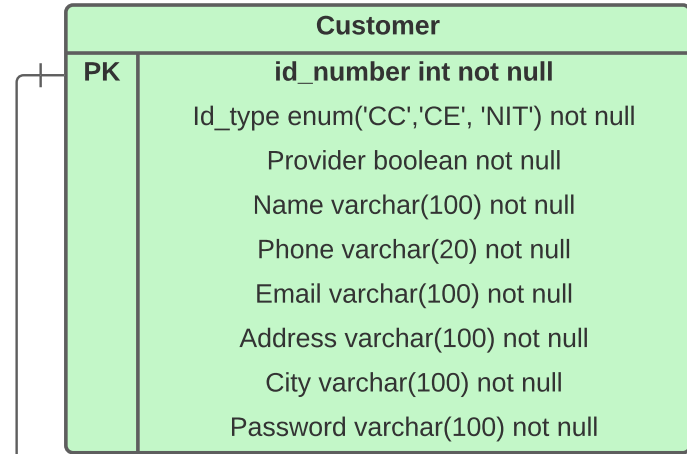 Customer
PK id_number int not null
Id_type enum('CC','CE', 'NIT') not null
Provider boolean not null
Name varchar(100) not null
Phone varchar(20) not null
Email varchar(100) not null
Address varchar(100) not null
City varchar(100) not null
Password varchar(100) not null